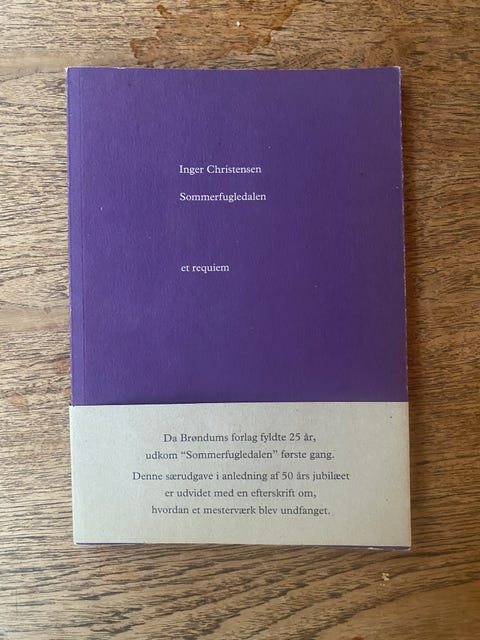 Inger Christensen
Sommerfugledalen
et requiem
Da Brøndums forlag fyldte 25 år,
udkom “Sommerfugledalen” første gang.
Denne særudgave i anledning af 50 års jubilæet
er udvidet med en efterskrift om,
hvordan et mesterværk blev undfanget.